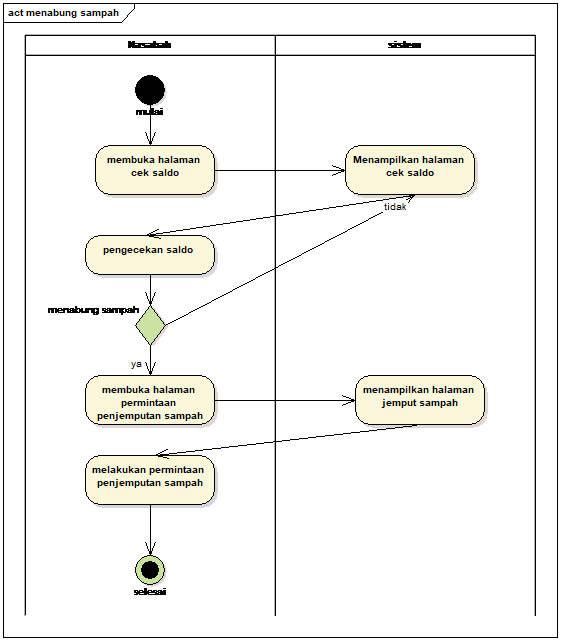 act menabung sampah
Nasabah
sistem
mulai
membuka halaman
cek saldo
Menampilkan halaman
cek saldo
tidak
pengecekan saldo
menabung sampah
ya
membuka halaman
permintaan
penjemputan sampah
menampilkan halaman
jemput sampah
melakukan permintaan
penjemputan sampah
selesai